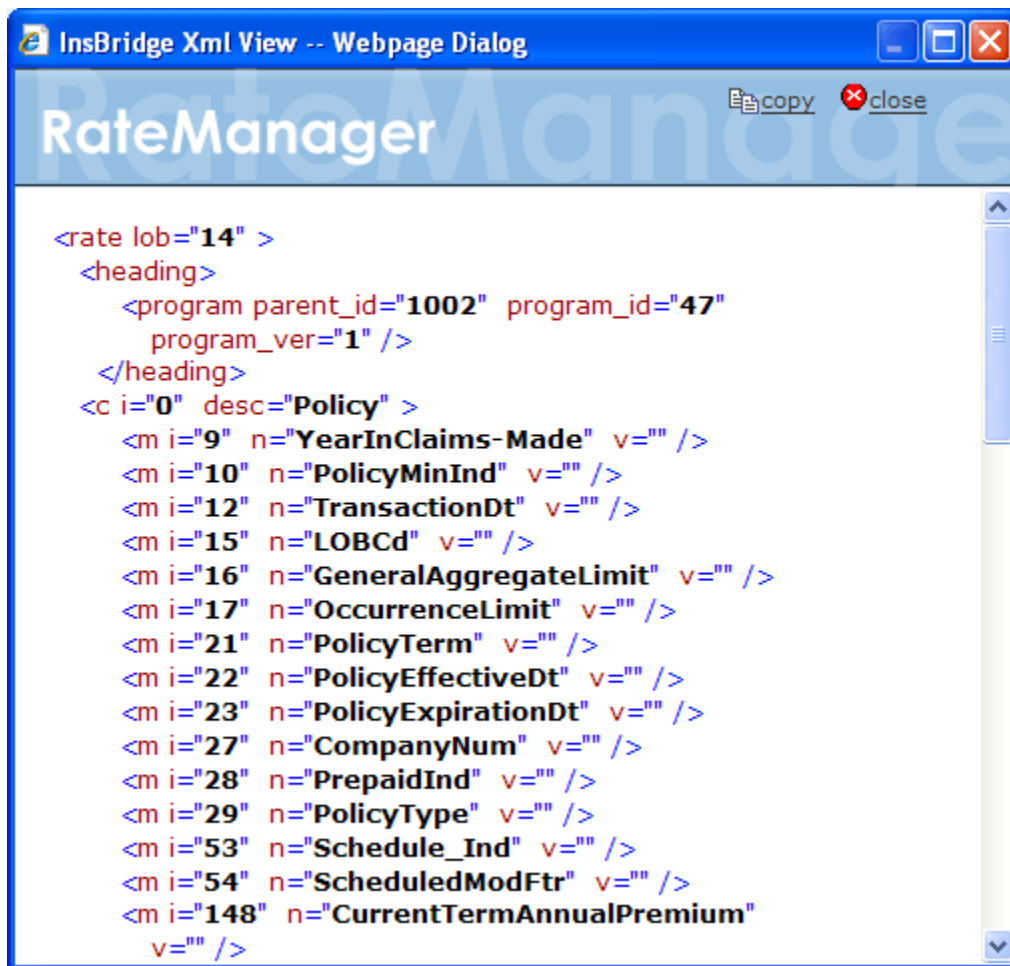 InsBridge Xml View -- Webpage Dialog
copy close
RateManager
<rate lob="14" >
<heading>
<program parent_id="1002" program_id="47"
program_ver="1" />
</heading>
<c i="0" desc="Policy" >
<m i="9" n="YearInClaims-Made" v="" />
<m i="10" n="PolicyMinInd" v="" />
<m i="12" n="TransactionDt" v="" />
<m i="15" n="LOBCd" v="" />
<m i="16" n="GeneralAggregateLimit" v="" />
<m i="17" n="OccurrenceLimit" v="" />
<m i="21" n="PolicyTerm" v="" />
<m i="22" n="PolicyEffectiveDt" v="" />
<m i="23" n="PolicyExpirationDt" v="" />
<m i="27" n="CompanyNum" v="" />
<m i="28" n="PrepaidInd" v="" />
<m i="29" n="PolicyType" v="" />
<m i="53" n="Schedule_Ind" v="" />
<m i="54" n="ScheduledModFtr" v="" />
<m i="148" n="CurrentTermAnnualPremium"
v="" />